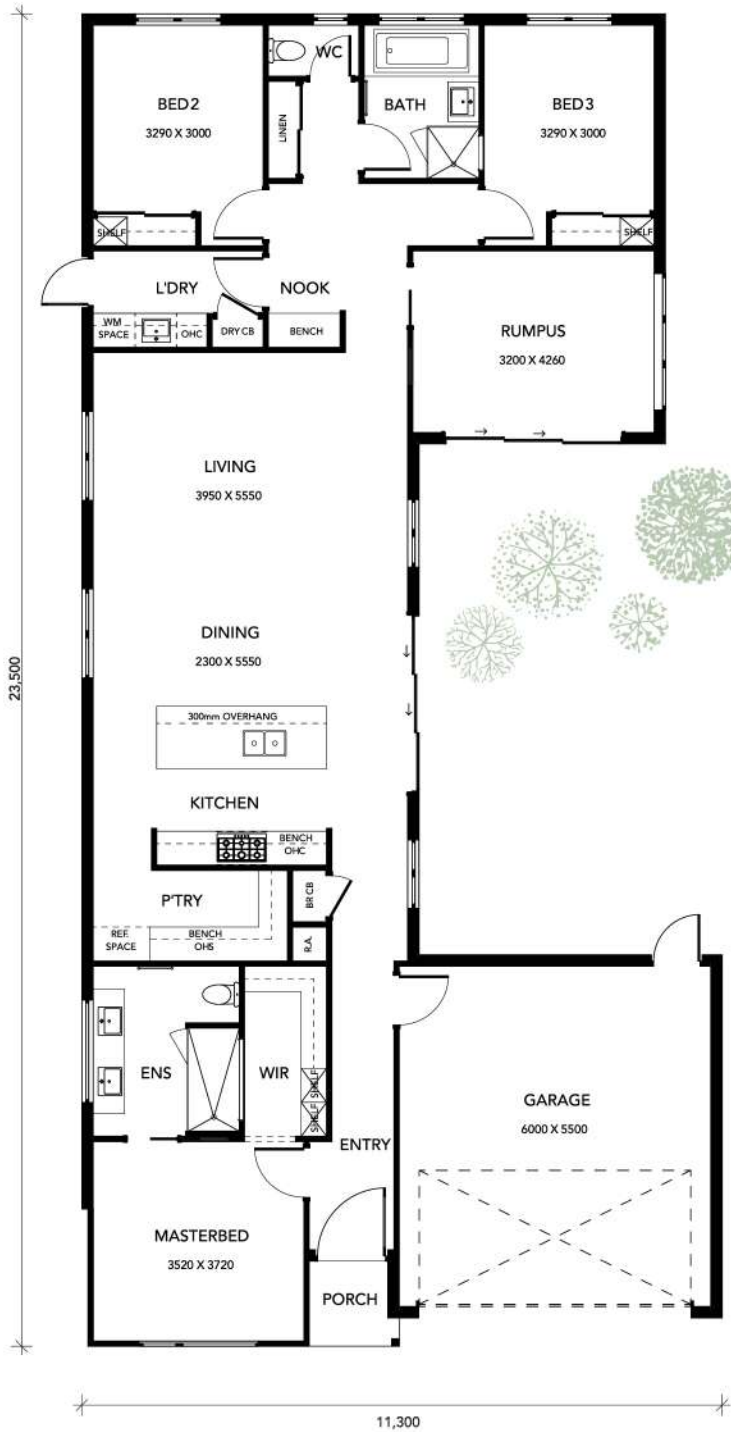 WC
BED 2
3290 X 3000
LINEN
BATH
BED 3
3290 X 3000
SHELF
SHELF
L'DRY
NOOK
WM
SPACE
OHC
DRY CB
BENCH
RUMPUS
3200 X 4260
LIVING
3950 X 5550
DINING
2300 X 5550
23,500
300mm OVERHANG
KITCHEN
BENCH
OHC
P'TRY
BR CB
REF.
SPACE
BENCH
OHS
R.A.
ENS
WIR
SHELF
SHELF
GARAGE
6000 X 5500
ENTRY
MASTERBED
3520 X 3720
PORCH
11,300